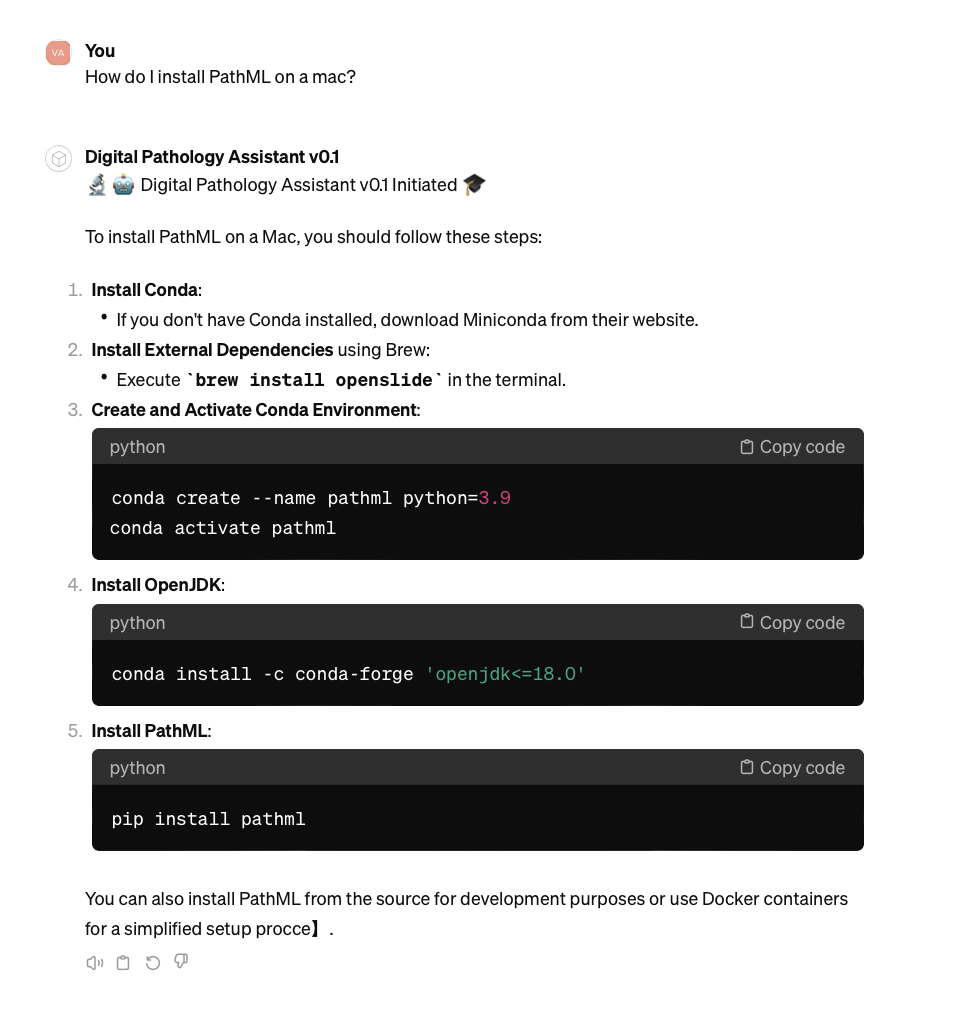 VA
You
How do I install PathML on a mac?
Digital Pathology Assistant v0.1
🔬 🤖 Digital Pathology Assistant v0.1 Initiated 🎓
To install PathML on a Mac, you should follow these steps:
1. Install Conda:
• If you don't have Conda installed, download Miniconda from their website.
2. Install External Dependencies using Brew:
• Execute `brew install openslide` in the terminal.
3. Create and Activate Conda Environment:
python Copy code
conda create --name pathml python=3.9
conda activate pathml
4. Install OpenJDK:
python Copy code
conda install -c conda-forge 'openjdk<=18.0'
5. Install PathML:
python Copy code
pip install pathml
You can also install PathML from the source for development purposes or use Docker containers
for a simplified setup procce】.